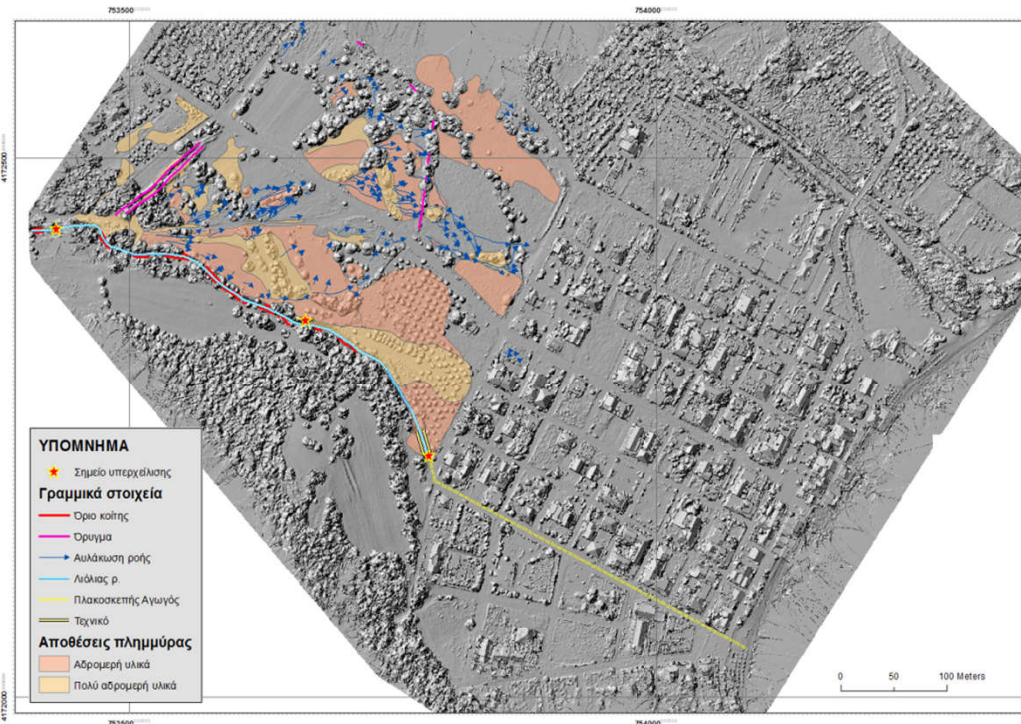 753500
754000
4172500
ΥΠΟΜΝΗΜΑ
Σημείο υπερχείλισης
Γραμμικά στοιχεία
Όριο κοίτης
Όρυγμα
Αυλάκωση ροής
Λιόλιας ρ.
Πλακοσκεπής Αγωγός
Τεχνικό
Αποθέσεις πλημμύρας
Αδρομερή υλικά
Πολύ αδρομερή υλικά
0 50 100 Meters
4172000
753500
754000